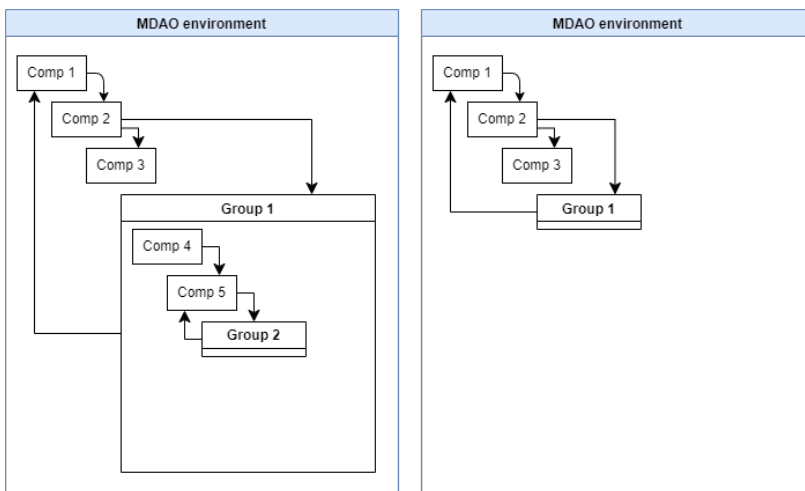 MDAO environment
Comp 1
Comp 2
Comp 3
Group 1
Comp 4
Comp 5
Group 2
MDAO environment
Comp 1
Comp 2
Comp 3
Group 1